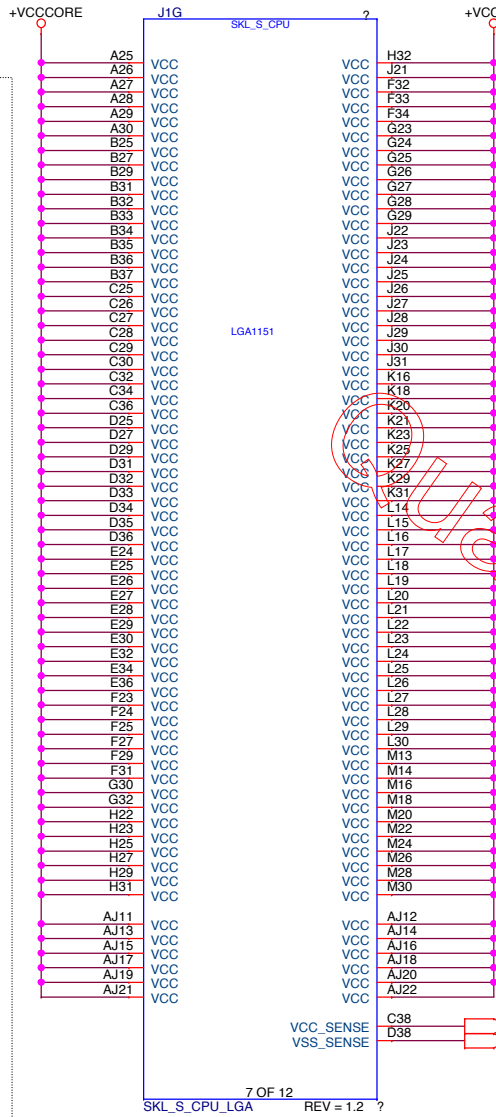 +VCCCORE J1G ? +VCC
SKL_S_CPU
A25 VCC VCC H32
A26 VCC VCC J21
A27 VCC VCC F32
A28 VCC VCC F33
A29 VCC VCC F34
A30 VCC VCC G23
B25 VCC VCC G24
B27 VCC VCC G25
B29 VCC VCC G26
B31 VCC VCC G27
B32 VCC VCC G28
B33 VCC VCC G29
B34 VCC VCC J22
B35 VCC VCC J23
B36 VCC VCC J24
B37 VCC VCC J25
C25 VCC VCC J26
C26 VCC VCC J27
C27 VCC VCC J28
C28 VCC LGA1151 VCC J29
C29 VCC VCC J30
C30 VCC VCC J31
C32 VCC VCC K16
C34 VCC VCC K18
C36 VCC VCC K20
D25 VCC VCC K21
D27 VCC VCC K23
D29 VCC VCC K25
D31 VCC VCC K27
D32 VCC VCC K29
D33 VCC VCC K31
D34 VCC VCC L14
D35 VCC VCC L15
D36 VCC VCC L16
E24 VCC VCC L17
E25 VCC VCC L18
E26 VCC VCC L19
E27 VCC VCC L20
E28 VCC VCC L21
E29 VCC VCC L22
E30 VCC VCC L23
E32 VCC VCC L24
E34 VCC VCC L25
E36 VCC VCC L26
F23 VCC VCC L27
F24 VCC VCC L28
F25 VCC VCC L29
F27 VCC VCC L30
F29 VCC VCC M13
F31 VCC VCC M14
G30 VCC VCC M16
G32 VCC VCC M18
H22 VCC VCC M20
H23 VCC VCC M22
H25 VCC VCC M24
H27 VCC VCC M26
H29 VCC VCC M28
H31 VCC VCC M30
AJ11 VCC VCC AJ12
AJ13 VCC VCC AJ14
AJ15 VCC VCC AJ16
AJ17 VCC VCC AJ18
AJ19 VCC VCC AJ20
AJ21 VCC VCC AJ22
VCC_SENSE C38
VSS_SENSE D38
7 OF 12
SKL_S_CPU_LGA REV = 1.2 ?